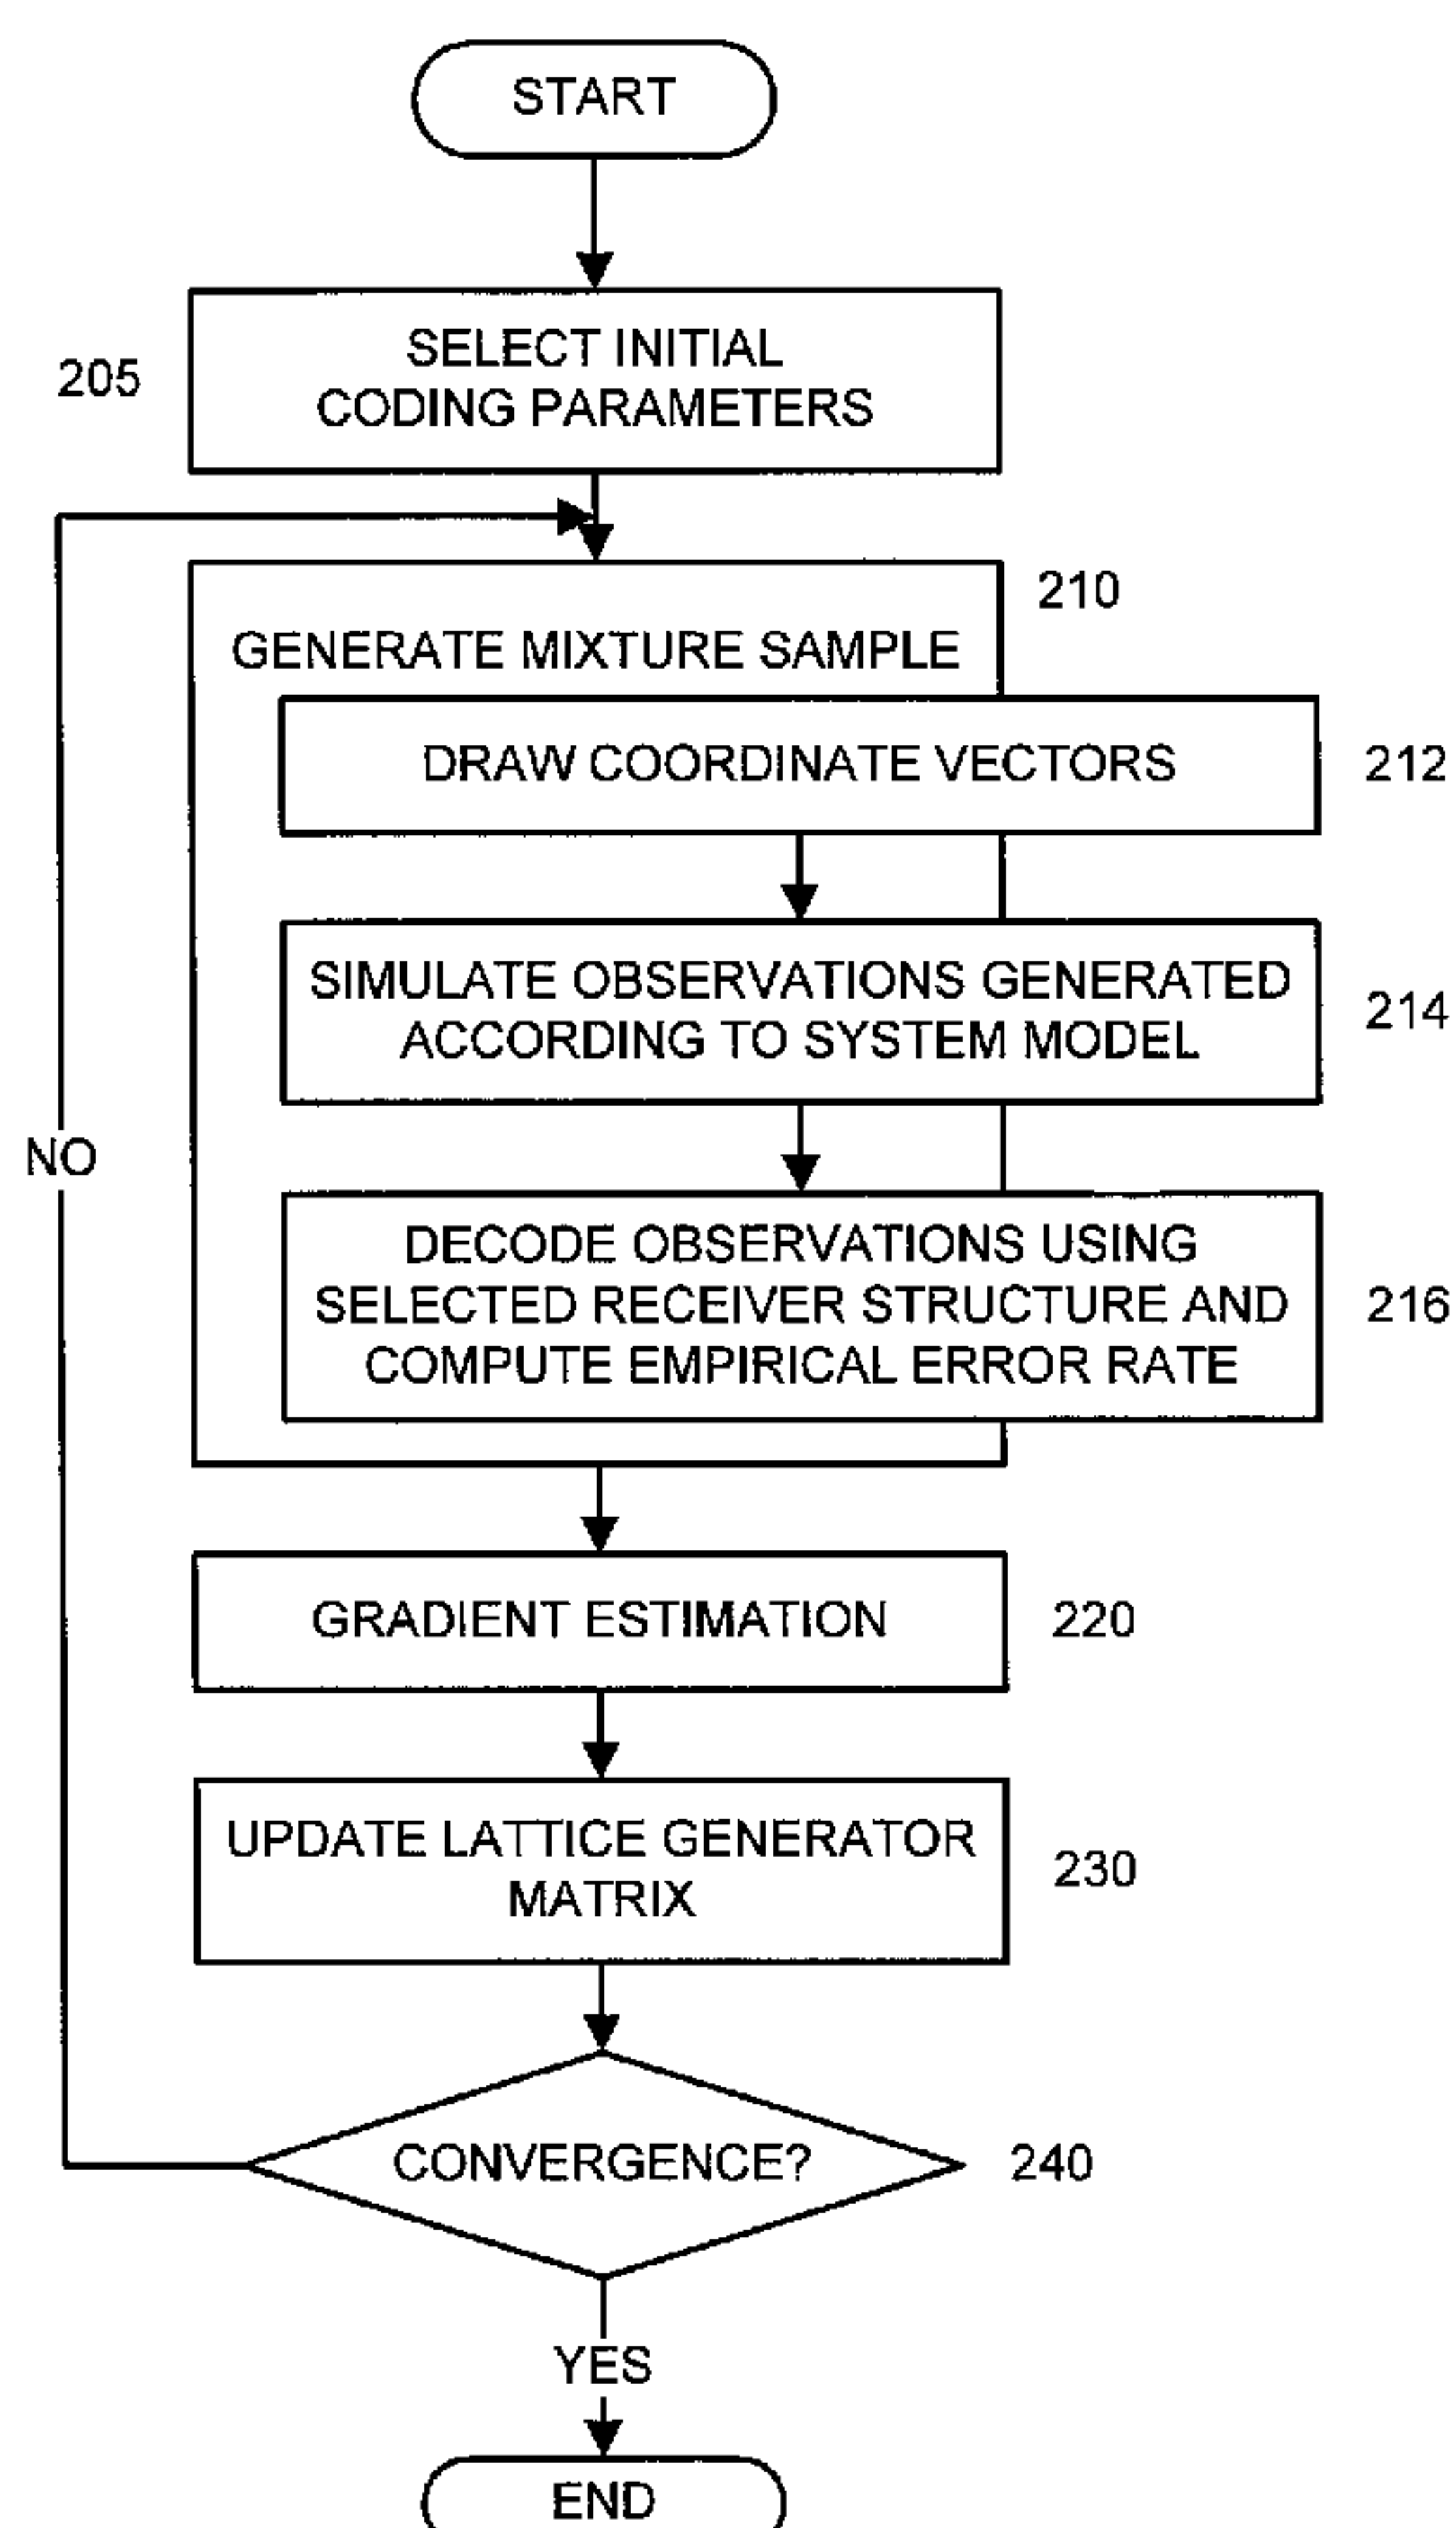 START
SELECT INITIAL
CODING PARAMETERS
205
210
GENERATE MIXTURE SAMPLE
DRAW COORDINATE VECTORS
212
SIMULATE OBSERVATIONS GENERATED
ACCORDING TO SYSTEM MODEL
214
NO
DECODE OBSERVATIONS USING
SELECTED RECEIVER STRUCTURE AND
COMPUTE EMPIRICAL ERROR RATE
216
GRADIENT ESTIMATION
220
UPDATE LATTICE GENERATOR
MATRIX
230
CONVERGENCE?
240
YES
END